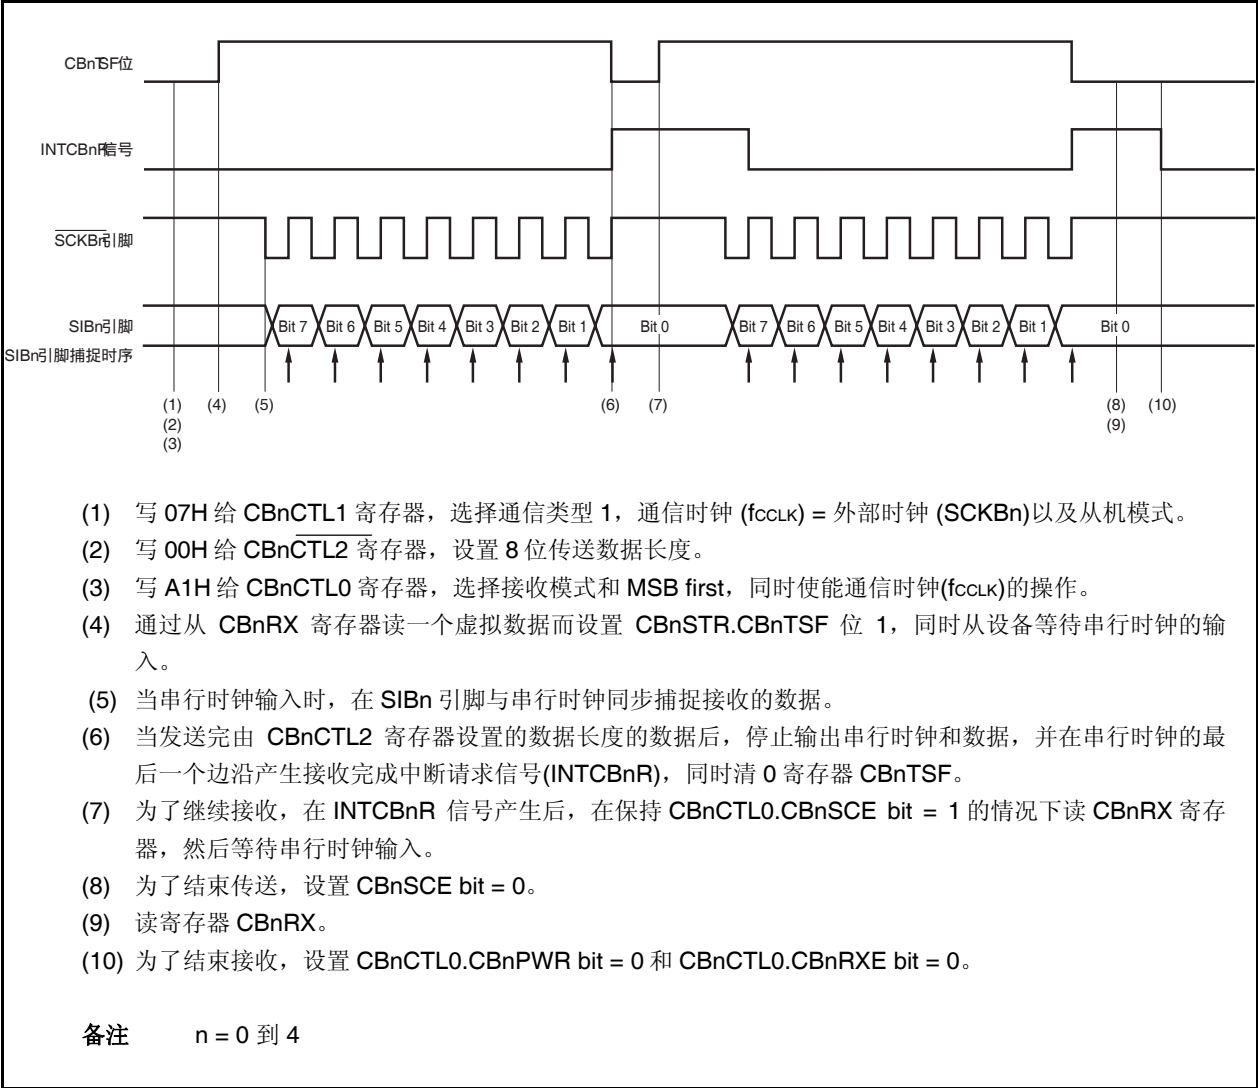 CBnTSF位
INTCBnR信号
SCKBn引脚
SIBn引脚
Bit 7 Bit 6 Bit 5 Bit 4 Bit 3 Bit 2 Bit 1 Bit 0 Bit 7 Bit 6 Bit 5 Bit 4 Bit 3 Bit 2 Bit 1 Bit 0
SIBn引脚捕捉时序
(1) (4) (5) (6) (7) (8) (10)
(2) (9)
(3)
(1) 写 07H 给 CBnCTL1 寄存器，选择通信类型 1，通信时钟 (fCCLK) = 外部时钟 (SCKBn)以及从机模式。
(2) 写 00H 给 CBnCTL2 寄存器，设置 8 位传送数据长度。
(3) 写 A1H 给 CBnCTL0 寄存器，选择接收模式和 MSB first，同时使能通信时钟(fCCLK)的操作。
(4) 通过从 CBnRX 寄存器读一个虚拟数据而设置 CBnSTR.CBnTSF 位 1，同时从设备等待串行时钟的输
入。
(5) 当串行时钟输入时，在 SIBn 引脚与串行时钟同步捕捉接收的数据。
(6) 当发送完由 CBnCTL2 寄存器设置的数据长度的数据后，停止输出串行时钟和数据，并在串行时钟的最
后一个边沿产生接收完成中断请求信号(INTCBnR)，同时清 0 寄存器 CBnTSF。
(7) 为了继续接收，在 INTCBnR 信号产生后，在保持 CBnCTL0.CBnSCE bit = 1 的情况下读 CBnRX 寄存
器，然后等待串行时钟输入。
(8) 为了结束传送，设置 CBnSCE bit = 0。
(9) 读寄存器 CBnRX。
(10) 为了结束接收，设置 CBnCTL0.CBnPWR bit = 0 和 CBnCTL0.CBnRXE bit = 0。
备注 n = 0 到 4